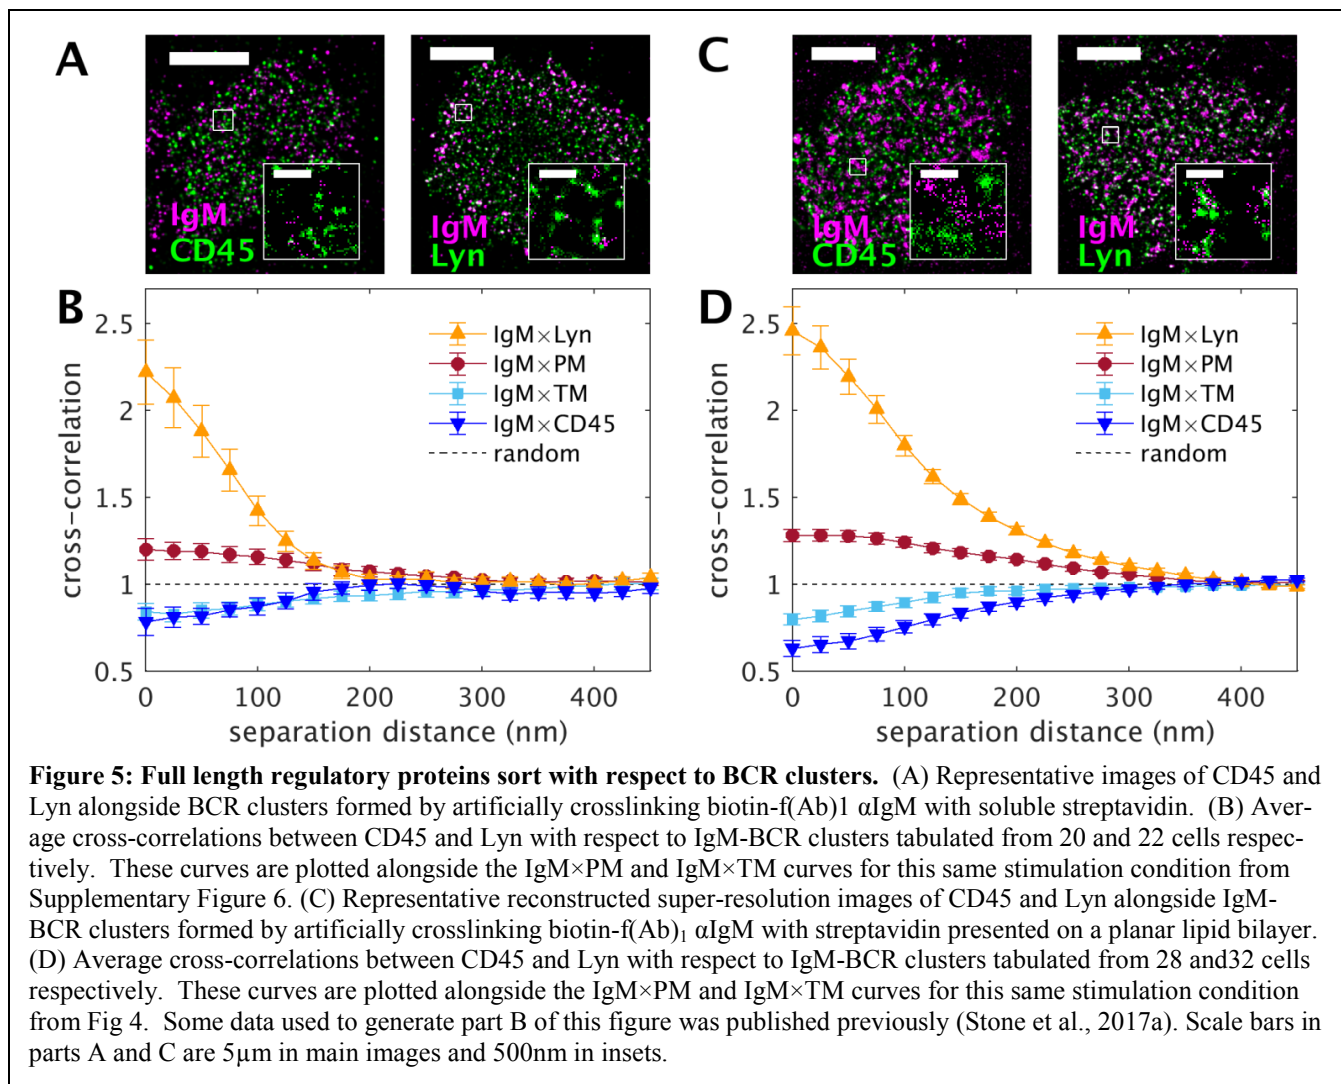 A
IgM
CD45
IgM
Lyn
C
IgM
CD45
IgM
Lyn
B
2.5
2
1.5
1
0.5
cross-correlation
IgM×Lyn
IgM×PM
IgM×TM
IgM×CD45
random
0 100 200 300 400
separation distance (nm)
D
2.5
2
1.5
1
0.5
cross-correlation
IgM×Lyn
IgM×PM
IgM×TM
IgM×CD45
random
0 100 200 300 400
separation distance (nm)
Figure 5: Full length regulatory proteins sort with respect to BCR clusters. (A) Representative images of CD45 and
Lyn alongside BCR clusters formed by artificially crosslinking biotin-f(Ab)1 αIgM with soluble streptavidin. (B) Aver-
age cross-correlations between CD45 and Lyn with respect to IgM-BCR clusters tabulated from 20 and 22 cells respec-
tively. These curves are plotted alongside the IgM×PM and IgM×TM curves for this same stimulation condition from
Supplementary Figure 6. (C) Representative reconstructed super-resolution images of CD45 and Lyn alongside IgM-
BCR clusters formed by artificially crosslinking biotin-f(Ab)₁ αIgM with streptavidin presented on a planar lipid bilayer.
(D) Average cross-correlations between CD45 and Lyn with respect to IgM-BCR clusters tabulated from 28 and32 cells
respectively. These curves are plotted alongside the IgM×PM and IgM×TM curves for this same stimulation condition
from Fig 4. Some data used to generate part B of this figure was published previously (Stone et al., 2017a). Scale bars in
parts A and C are 5µm in main images and 500nm in insets.